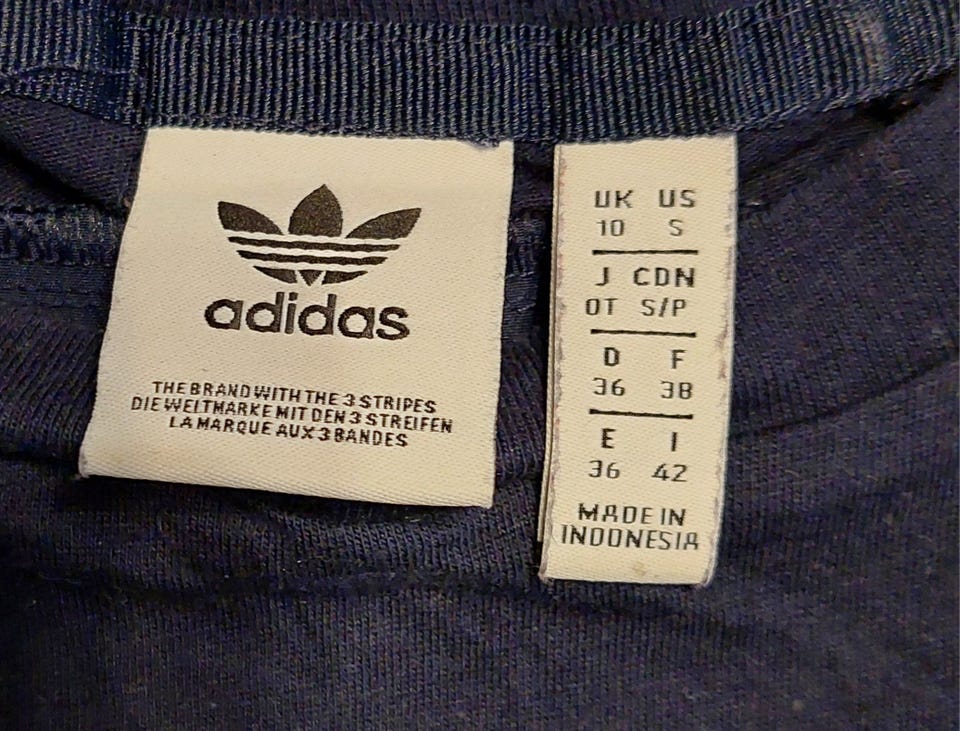 adidas
THE BRAND WITH THE 3 STRIPES
DIE WELTMARKE MIT DEN 3 STREIFEN
LA MARQUE AUX 3 BANDES
UK US
10 S
J CDN
OT S/P
D F
36 38
E I
36 42
MADE IN
INDONESIA